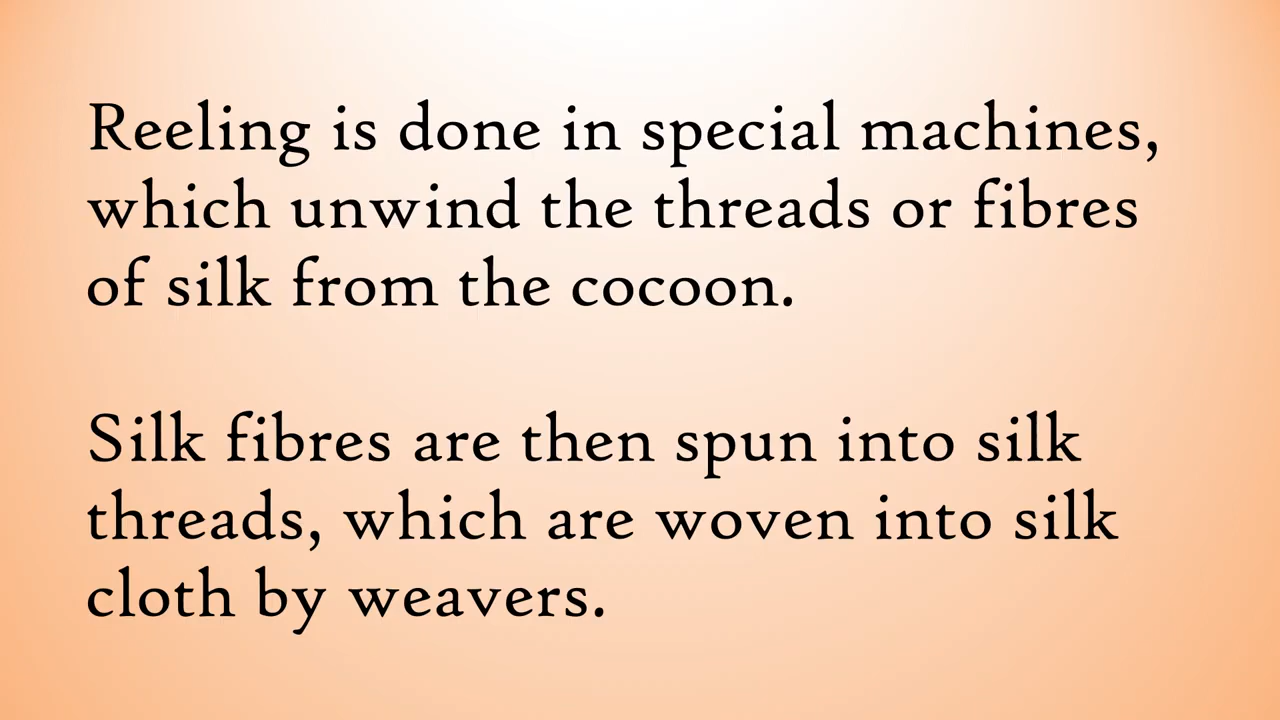 Reeling is done in special machines,
which unwind the threads or fibres
of silk from the cocoon.
Silk fibres are then spun into silk
threads, which are woven into silk
cloth by weavers.